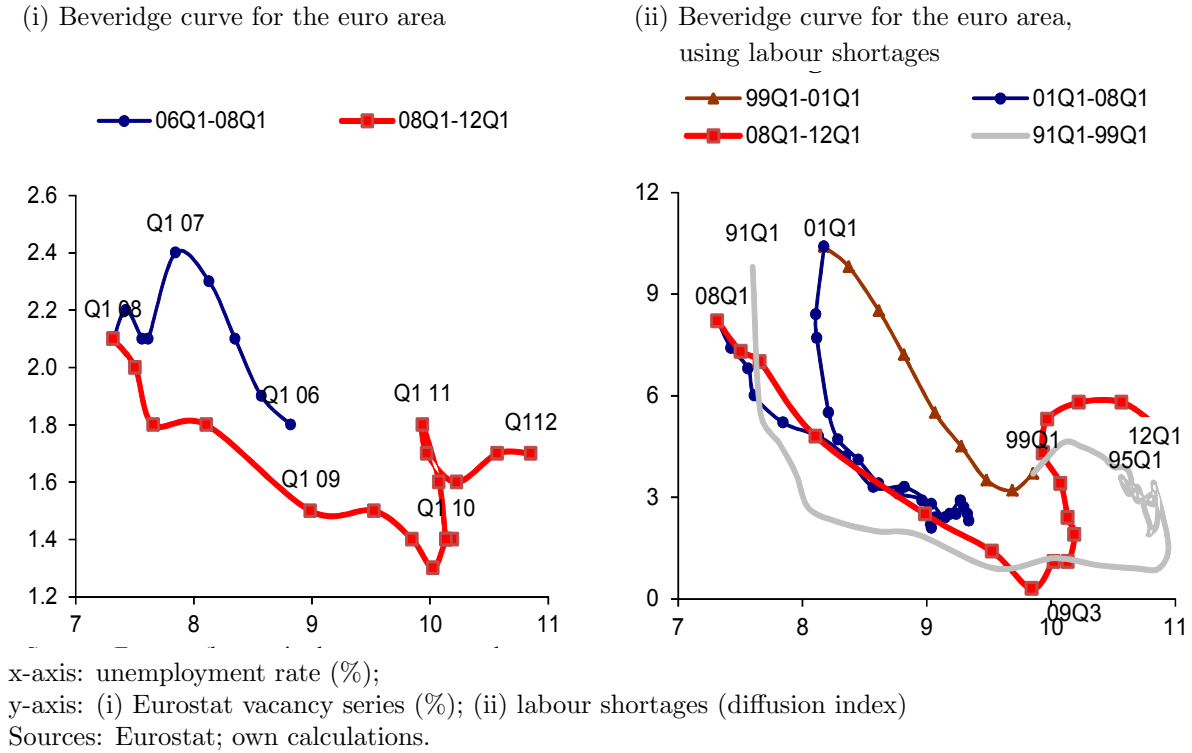 (i) Beveridge curve for the euro area
06Q1-08Q1
08Q1-12Q1
2.6
2.4
2.2
2.0
1.8
1.6
1.4
1.2
Q1 07
Q1 08
Q1 06
Q1 11
Q112
Q1 09
Q1 10
7
8
9
10
11
(ii) Beveridge curve for the euro area,
using labour shortages
99Q1-01Q1
01Q1-08Q1
08Q1-12Q1
91Q1-99Q1
12
9
6
3
0
91Q1
01Q1
08Q1
99Q1
12Q1
95Q1
09Q3
7
8
9
10
11
x-axis: unemployment rate (%);
y-axis: (i) Eurostat vacancy series (%); (ii) labour shortages (diffusion index)
Sources: Eurostat; own calculations.